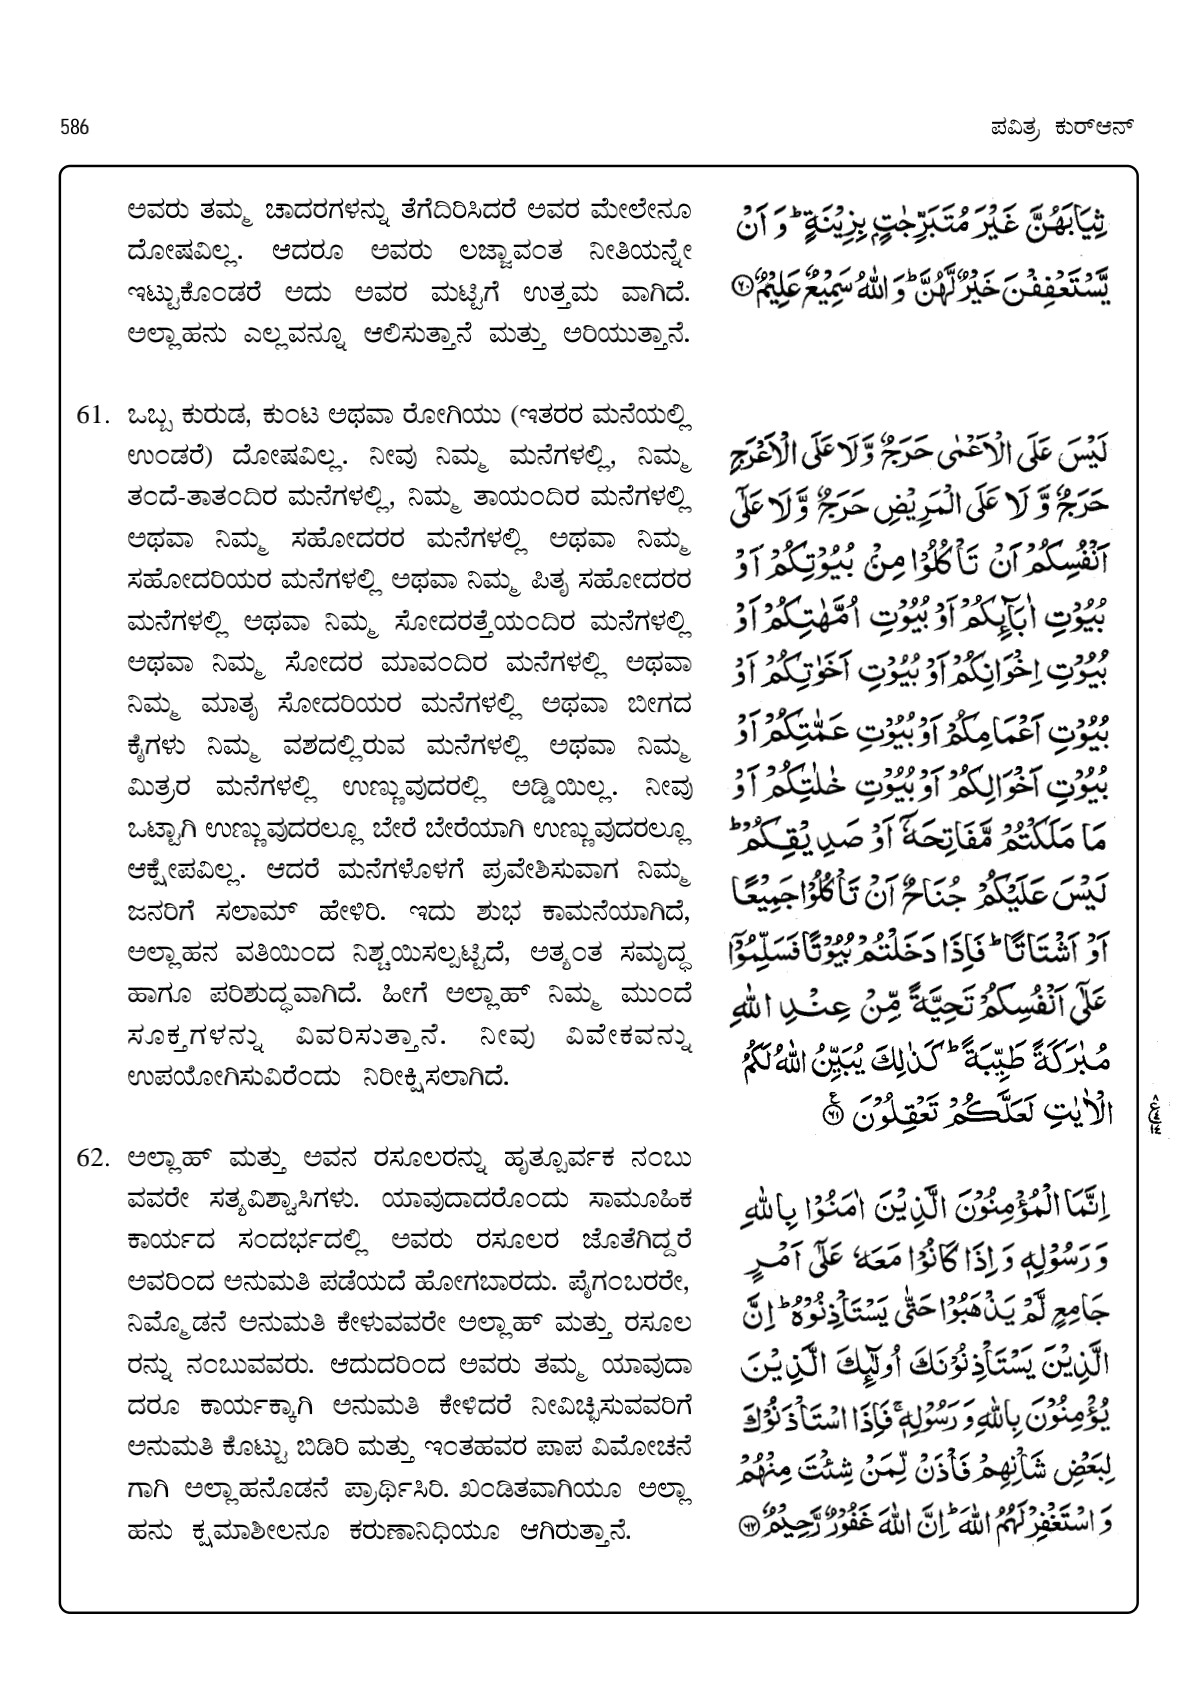 586
ಪವಿತ್ರ ಕುರ್‌ಆನ್
ಅವರು ತಮ್ಮ ಚಾದರಗಳನ್ನು ತೆಗೆದಿರಿಸಿದರೆ ಅವರ ಮೇಲೇನೂ
ದೋಷವಿಲ್ಲ. ಆದರೂ ಅವರು ಲಜ್ಜಾವಂತ ನೀತಿಯನ್ನೇ
ಇಟ್ಟುಕೊಂಡರೆ ಅದು ಅವರ ಮಟ್ಟಿಗೆ ಉತ್ತಮ ವಾಗಿದೆ.
ಅಲ್ಲಾಹನು ಎಲ್ಲವನ್ನೂ ಆಲಿಸುತ್ತಾನೆ ಮತ್ತು ಅರಿಯುತ್ತಾನೆ.
61. ಒಬ್ಬ ಕುರುಡ, ಕುಂಟ ಅಥವಾ ರೋಗಿಯು (ಇತರರ ಮನೆಯಲ್ಲಿ
ಉಂಡರೆ) ದೋಷವಿಲ್ಲ. ನೀವು ನಿಮ್ಮ ಮನೆಗಳಲ್ಲಿ, ನಿಮ್ಮ
ತಂದೆ-ತಾತಂದಿರ ಮನೆಗಳಲ್ಲಿ, ನಿಮ್ಮ ತಾಯಂದಿರ ಮನೆಗಳಲ್ಲಿ
ಅಥವಾ ನಿಮ್ಮ ಸಹೋದರರ ಮನೆಗಳಲ್ಲಿ ಅಥವಾ ನಿಮ್ಮ
ಸಹೋದರಿಯರ ಮನೆಗಳಲ್ಲಿ ಅಥವಾ ನಿಮ್ಮ ಪಿತೃ ಸಹೋದರರ
ಮನೆಗಳಲ್ಲಿ ಅಥವಾ ನಿಮ್ಮ ಸೋದರತ್ತೆಯಂದಿರ ಮನೆಗಳಲ್ಲಿ
ಅಥವಾ ನಿಮ್ಮ ಸೋದರ ಮಾವಂದಿರ ಮನೆಗಳಲ್ಲಿ ಅಥವಾ
ನಿಮ್ಮ ಮಾತೃ ಸೋದರಿಯರ ಮನೆಗಳಲ್ಲಿ ಅಥವಾ ಬೀಗದ
ಕೈಗಳು ನಿಮ್ಮ ವಶದಲ್ಲಿರುವ ಮನೆಗಳಲ್ಲಿ ಅಥವಾ ನಿಮ್ಮ
ಮಿತ್ರರ ಮನೆಗಳಲ್ಲಿ ಉಣ್ಣುವುದರಲ್ಲಿ ಅಡ್ಡಿಯಿಲ್ಲ. ನೀವು
ಒಟ್ಟಾಗಿ ಉಣ್ಣುವುದರಲ್ಲೂ ಬೇರೆ ಬೇರೆಯಾಗಿ ಉಣ್ಣುವುದರಲ್ಲೂ
ಆಕ್ಷೇಪವಿಲ್ಲ. ಆದರೆ ಮನೆಗಳೊಳಗೆ ಪ್ರವೇಶಿಸುವಾಗ ನಿಮ್ಮ
ಜನರಿಗೆ ಸಲಾಮ್ ಹೇಳಿರಿ. ಇದು ಶುಭ ಕಾಮನೆಯಾಗಿದೆ,
ಅಲ್ಲಾಹನ ವತಿಯಿಂದ ನಿಶ್ಚಯಿಸಲ್ಪಟ್ಟಿದೆ, ಅತ್ಯಂತ ಸಮೃದ್ಧ
ಹಾಗೂ ಪರಿಶುದ್ಧವಾಗಿದೆ. ಹೀಗೆ ಅಲ್ಲಾಹ್ ನಿಮ್ಮ ಮುಂದೆ
ಸೂಕ್ತಗಳನ್ನು ವಿವರಿಸುತ್ತಾನೆ. ನೀವು ವಿವೇಕವನ್ನು
ಉಪಯೋಗಿಸುವಿರೆಂದು ನಿರೀಕ್ಷಿಸಲಾಗಿದೆ.
62. ಅಲ್ಲಾಹ್ ಮತ್ತು ಅವನ ರಸೂಲರನ್ನು ಹೃತ್ಪೂರ್ವಕ ನಂಬು
ವವರೇ ಸತ್ಯವಿಶ್ವಾಸಿಗಳು. ಯಾವುದಾದರೊಂದು ಸಾಮೂಹಿಕ
ಕಾರ್ಯದ ಸಂದರ್ಭದಲ್ಲಿ ಅವರು ರಸೂಲರ ಜೊತೆಗಿದ್ದರೆ
ಅವರಿಂದ ಅನುಮತಿ ಪಡೆಯದೆ ಹೋಗಬಾರದು. ಪೈಗಂಬರರೇ,
ನಿಮ್ಮೊಡನೆ ಅನುಮತಿ ಕೇಳುವವರೇ ಅಲ್ಲಾಹ್ ಮತ್ತು ರಸೂಲ
ರನ್ನು ನಂಬುವವರು. ಆದುದರಿಂದ ಅವರು ತಮ್ಮ ಯಾವುದಾ
ದರೂ ಕಾರ್ಯಕ್ಕಾಗಿ ಅನುಮತಿ ಕೇಳಿದರೆ ನೀವಿಚ್ಛಿಸುವವರಿಗೆ
ಅನುಮತಿ ಕೊಟ್ಟು ಬಿಡಿರಿ ಮತ್ತು ಇಂತಹವರ ಪಾಪ ವಿಮೋಚನೆ
ಗಾಗಿ ಅಲ್ಲಾಹನೊಡನೆ ಪ್ರಾರ್ಥಿಸಿರಿ. ಖಂಡಿತವಾಗಿಯೂ ಅಲ್ಲಾ
ಹನು ಕ್ಷಮಾಶೀಲನೂ ಕರುಣಾನಿಧಿಯೂ ಆಗಿರುತ್ತಾನೆ.
ثِيَابَهُنَّ غَيْرَ مُتَبَرِّجٰتٍۭ بِزِيْنَةٍ ؕ وَ اَنْ
يَّسْتَعْفِفْنَ خَيْرٌ لَّهُنَّ ؕ وَ اللّٰهُ سَمِيْعٌ عَلِيْمٌ ۝۶۰
لَيْسَ عَلَى الْاَعْمٰى حَرَجٌ وَّ لَا عَلَى الْاَعْرَجِ
حَرَجٌ وَّ لَا عَلَى الْمَرِيْضِ حَرَجٌ وَّ لَا عَلٰۤى
اَنْفُسِكُمْ اَنْ تَاْكُلُوْا مِنْۢ بُيُوْتِكُمْ اَوْ
بُيُوْتِ اٰبَآئِكُمْ اَوْ بُيُوْتِ اُمَّهٰتِكُمْ اَوْ
بُيُوْتِ اِخْوَانِكُمْ اَوْ بُيُوْتِ اَخَوٰتِكُمْ اَوْ
بُيُوْتِ اَعْمَامِكُمْ اَوْ بُيُوْتِ عَمّٰتِكُمْ اَوْ
بُيُوْتِ اَخْوَالِكُمْ اَوْ بُيُوْتِ خٰلٰتِكُمْ اَوْ
مَا مَلَكْتُمْ مَّفَاتِحَهٗۤ اَوْ صَدِيْقِكُمْ ؕ
لَيْسَ عَلَيْكُمْ جُنَاحٌ اَنْ تَاْكُلُوْا جَمِيْعًا
اَوْ اَشْتَاتًا ؕ فَاِذَا دَخَلْتُمْ بُيُوْتًا فَسَلِّمُوْا
عَلٰۤى اَنْفُسِكُمْ تَحِيَّةً مِّنْ عِنْدِ اللّٰهِ
مُبٰرَكَةً طَيِّبَةً ؕ كَذٰلِكَ يُبَيِّنُ اللّٰهُ لَكُمُ
الْاٰيٰتِ لَعَلَّكُمْ تَعْقِلُوْنَ ۝۶۱
اِنَّمَا الْمُؤْمِنُوْنَ الَّذِيْنَ اٰمَنُوْا بِاللّٰهِ
وَ رَسُوْلِهٖ وَ اِذَا كَانُوْا مَعَهٗ عَلٰۤى اَمْرٍ
جَامِعٍ لَّمْ يَذْهَبُوْا حَتّٰى يَسْتَاْذِنُوْهُ ؕ اِنَّ
الَّذِيْنَ يَسْتَاْذِنُوْنَكَ اُولٰٓئِكَ الَّذِيْنَ
يُؤْمِنُوْنَ بِاللّٰهِ وَ رَسُوْلِهٖ ۚ فَاِذَا اسْتَاْذَنُوْكَ
لِبَعْضِ شَاْنِهِمْ فَاْذَنْ لِّمَنْ شِئْتَ مِنْهُمْ
وَ اسْتَغْفِرْ لَهُمُ اللّٰهَ ؕ اِنَّ اللّٰهَ غَفُوْرٌ رَّحِيْمٌ ۝۶۲